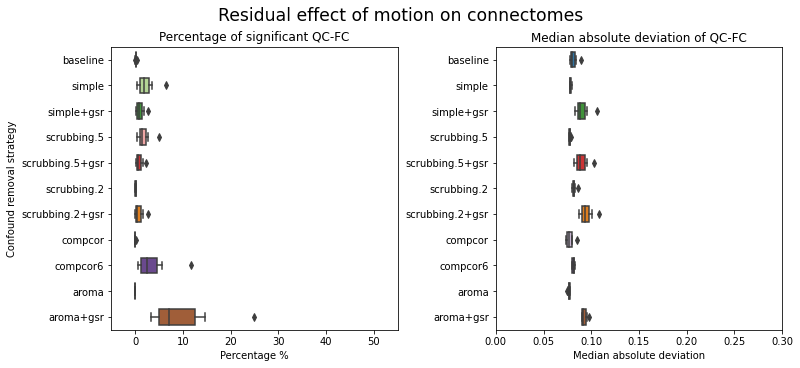 Residual effect of motion on connectomes
Percentage of significant QC-FC
Confound removal strategy
baseline
simple
simple+gsr
scrubbing.5
scrubbing.5+gsr
scrubbing.2
scrubbing.2+gsr
compcor
compcor6
aroma
aroma+gsr
0 10 20 30 40 50
Percentage %
Median absolute deviation of QC-FC
baseline
simple
simple+gsr
scrubbing.5
scrubbing.5+gsr
scrubbing.2
scrubbing.2+gsr
compcor
compcor6
aroma
aroma+gsr
0.00 0.05 0.10 0.15 0.20 0.25 0.30
Median absolute deviation